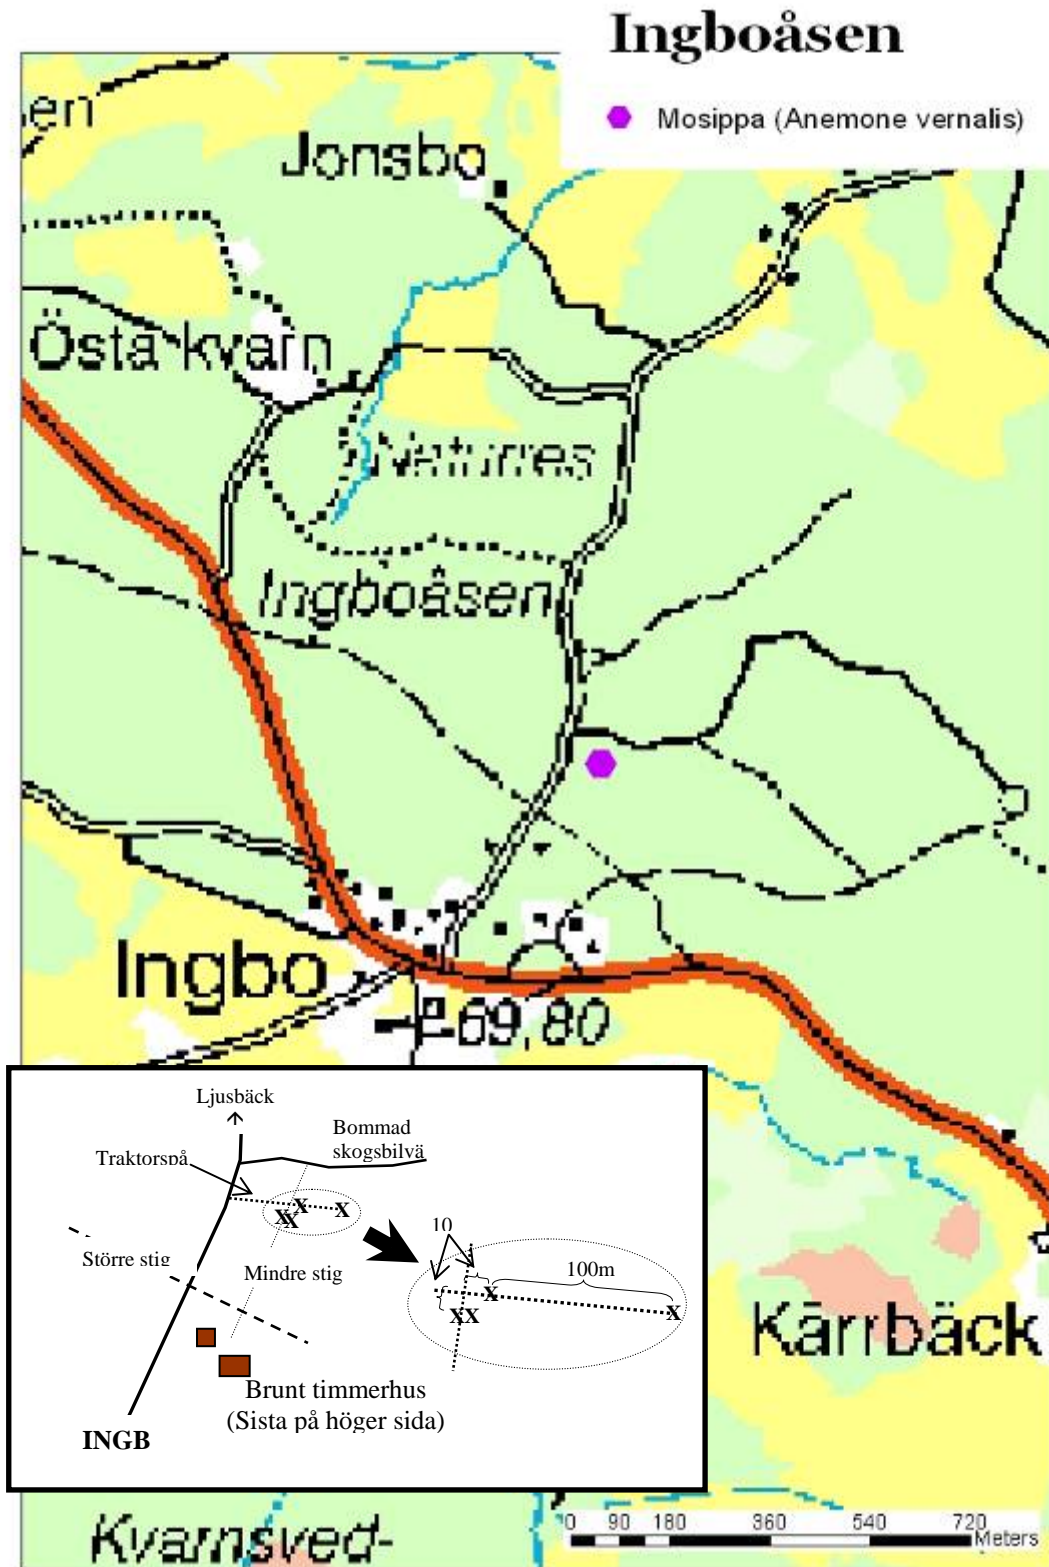 Ingboåsen
Mosippa (Anemone vernalis)
en
Jonsbo
Östa kvarn
Naturres
Ingboåsen
Ingbo
69,80
Ljusbäck
Bommad
skogsbilvä
Traktorspå
Större stig
Mindre stig
X X X X
10
100m
X X X X
Brunt timmerhus
(Sista på höger sida)
INGB
Kärrbäck
Kvarnsved-
0 90 180 360 540 720
Meters